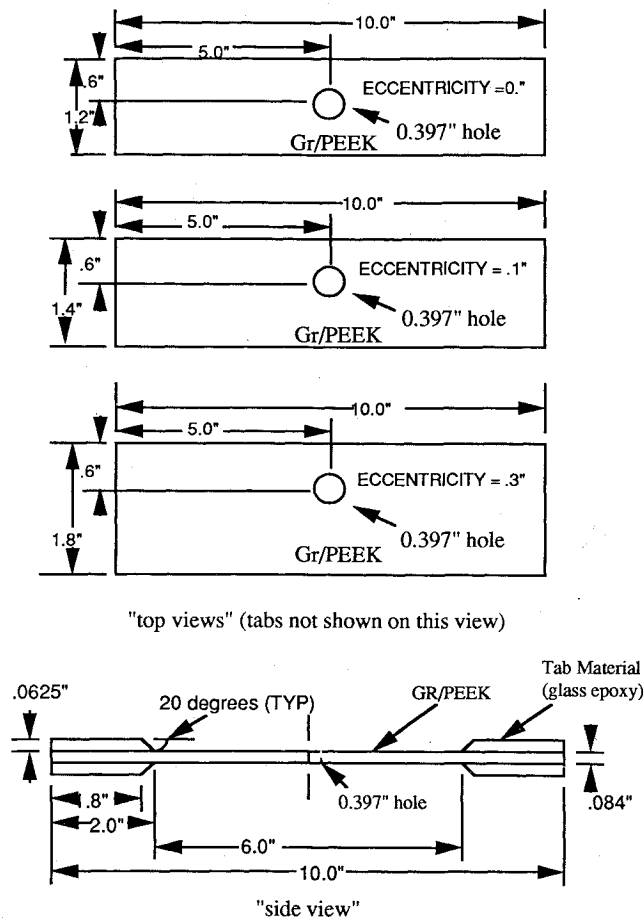 10.0"
5.0"
.6"
1.2"
ECCENTRICITY =0."
0.397" hole
Gr/PEEK
10.0"
5.0"
.6"
1.4"
ECCENTRICITY = .1"
0.397" hole
Gr/PEEK
10.0"
5.0"
.6"
1.8"
ECCENTRICITY = .3"
0.397" hole
Gr/PEEK
"top views" (tabs not shown on this view)
.0625"
20 degrees (TYP)
GR/PEEK
Tab Material
(glass epoxy)
1.8"
2.0"
0.397" hole
.084"
6.0"
10.0"
"side view"